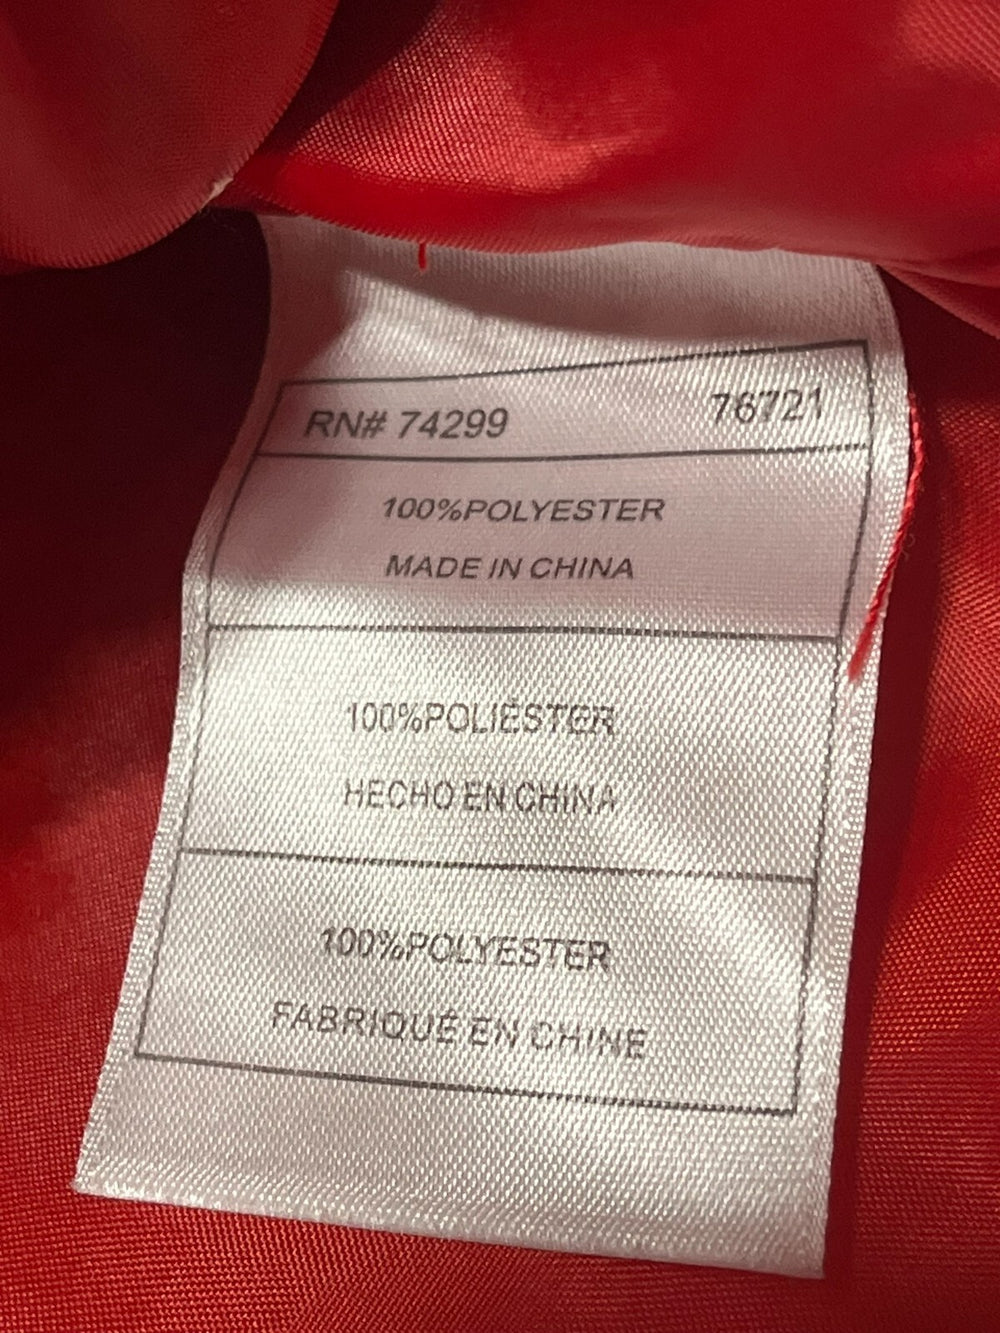 RN# 74299 76721
100%POLYESTER
MADE IN CHINA
100%POLIÉSTER
HECHO EN CHINA
100%POLYESTER
FABRIQUÉ EN CHINE